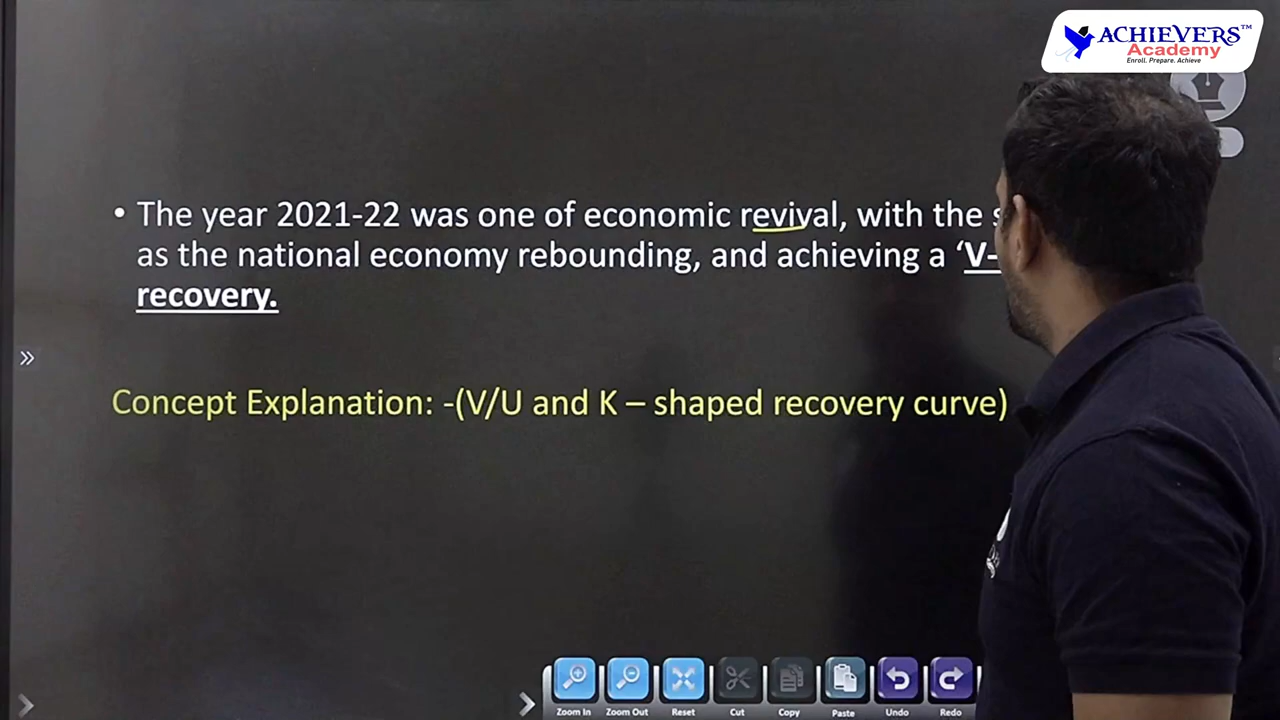 ACHIEVERS™
Academy
Enroll. Prepare. Achieve
• The year 2021-22 was one of economic revival, with the
as the national economy rebounding, and achieving a ‘V-
recovery.
Concept Explanation: -(V/U and K – shaped recovery curve)
Zoom In Zoom Out Reset Cut Copy Paste Undo Redo